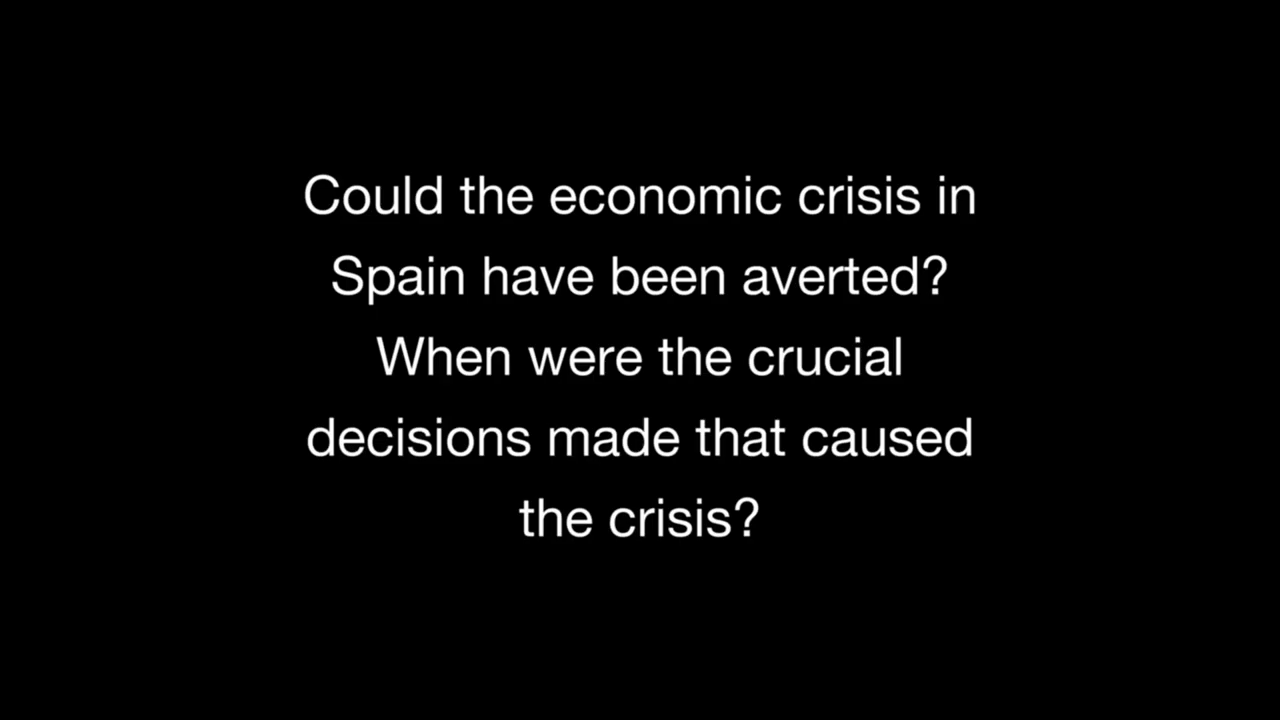 Could the economic crisis in
Spain have been averted?
When were the crucial
decisions made that caused
the crisis?